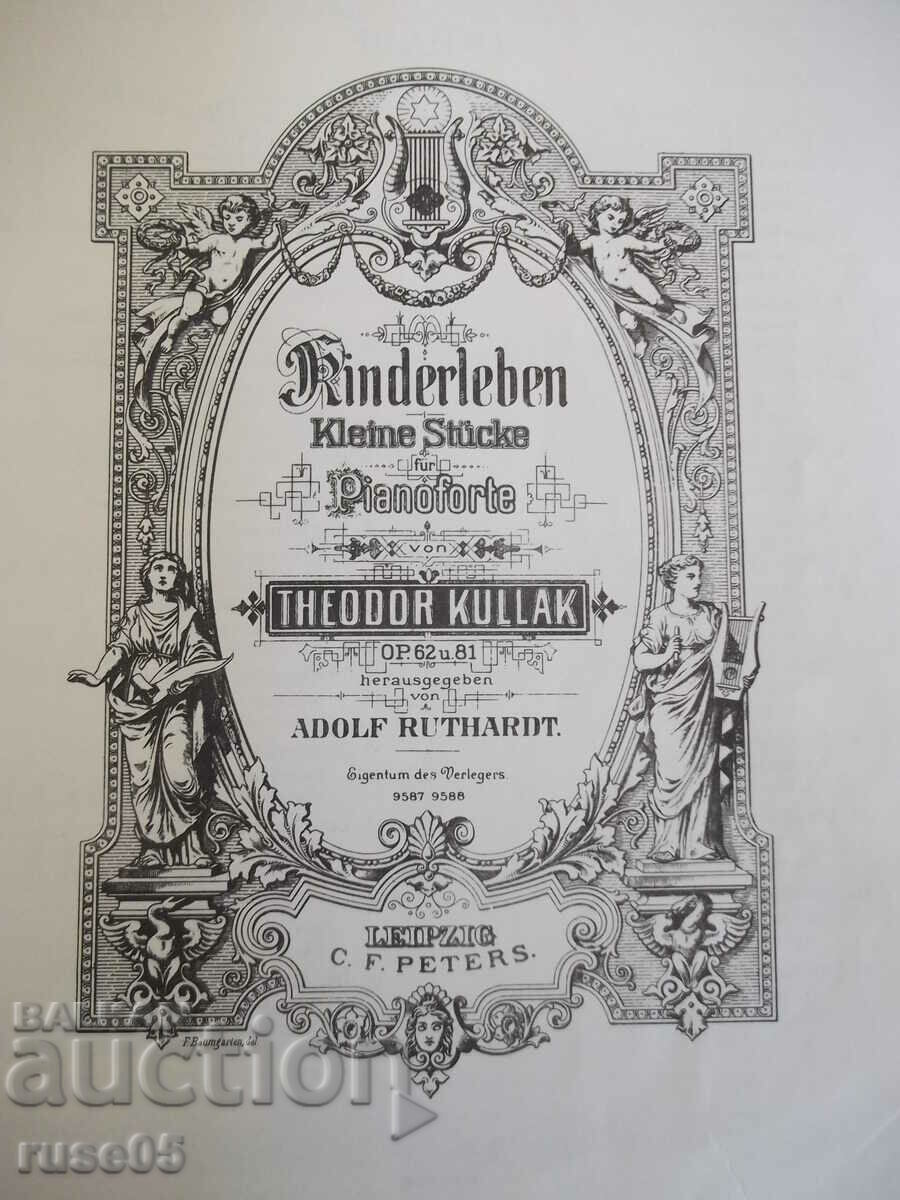 Kinderleben
Kleine Stücke
für
Pianoforte
von
THEODOR KULLAK
OP. 62 u. 81
herausgegeben
von
ADOLF RUTHARDT.
Eigentum des Verlegers.
9587 9588
LEIPZIG
C. F. PETERS.
F. Baumgarten, del.
BALKAN
auction
ruse05